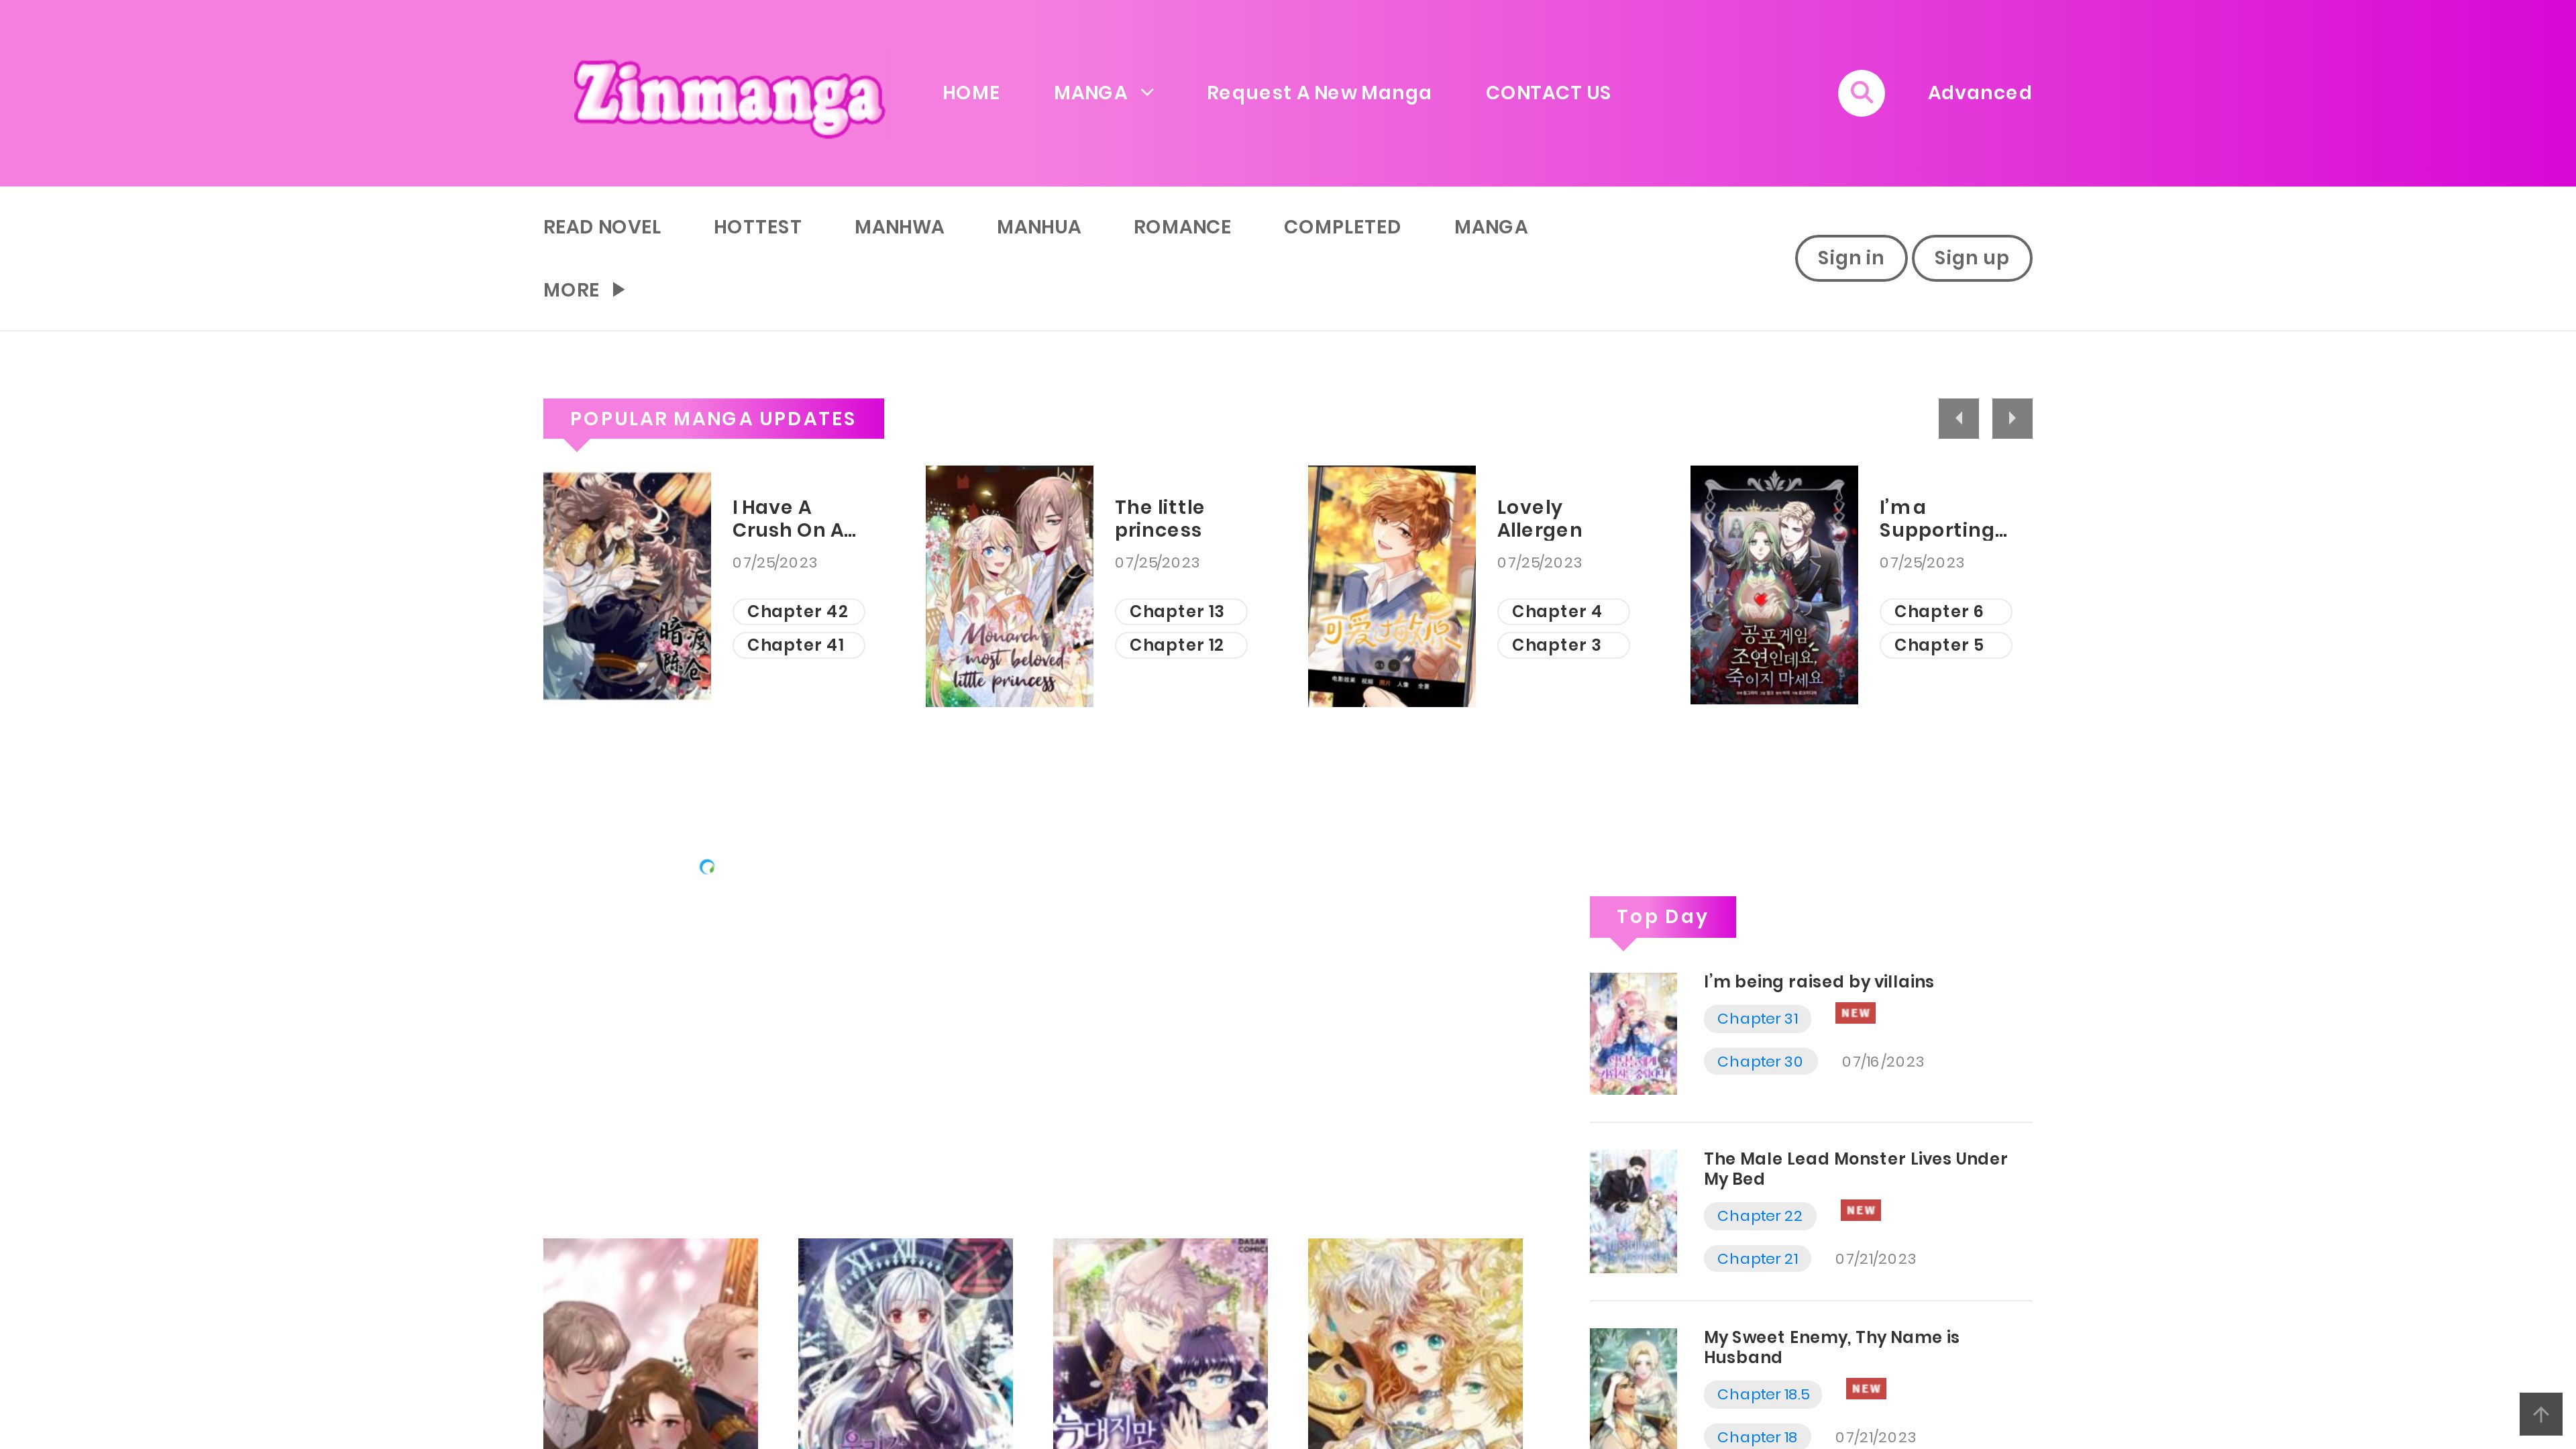 Zinmanga
HOME
MANGA
Request A New Manga
CONTACT US
Advanced
READ NOVEL
HOTTEST
MANHWA
MANHUA
ROMANCE
COMPLETED
MANGA
MORE
Sign in
Sign up
POPULAR MANGA UPDATES
暗渡
陈仓
I Have A
Crush On A...
07/25/2023
Chapter 42
Chapter 41
Monarch's
most beloved
little princess
The little
princess
07/25/2023
Chapter 13
Chapter 12
可爱过敏原
Lovely
Allergen
07/25/2023
Chapter 4
Chapter 3
공포게임
조연인데요,
죽이지 마세요
I'm a
Supporting...
07/25/2023
Chapter 6
Chapter 5
Top Day
I'm being raised by villains
Chapter 31
NEW
Chapter 30
07/16/2023
The Male Lead Monster Lives Under
My Bed
Chapter 22
NEW
Chapter 21
07/21/2023
My Sweet Enemy, Thy Name is
Husband
Chapter 18.5
NEW
Chapter 18
07/21/2023
DASAN
COMICS
늑대지만